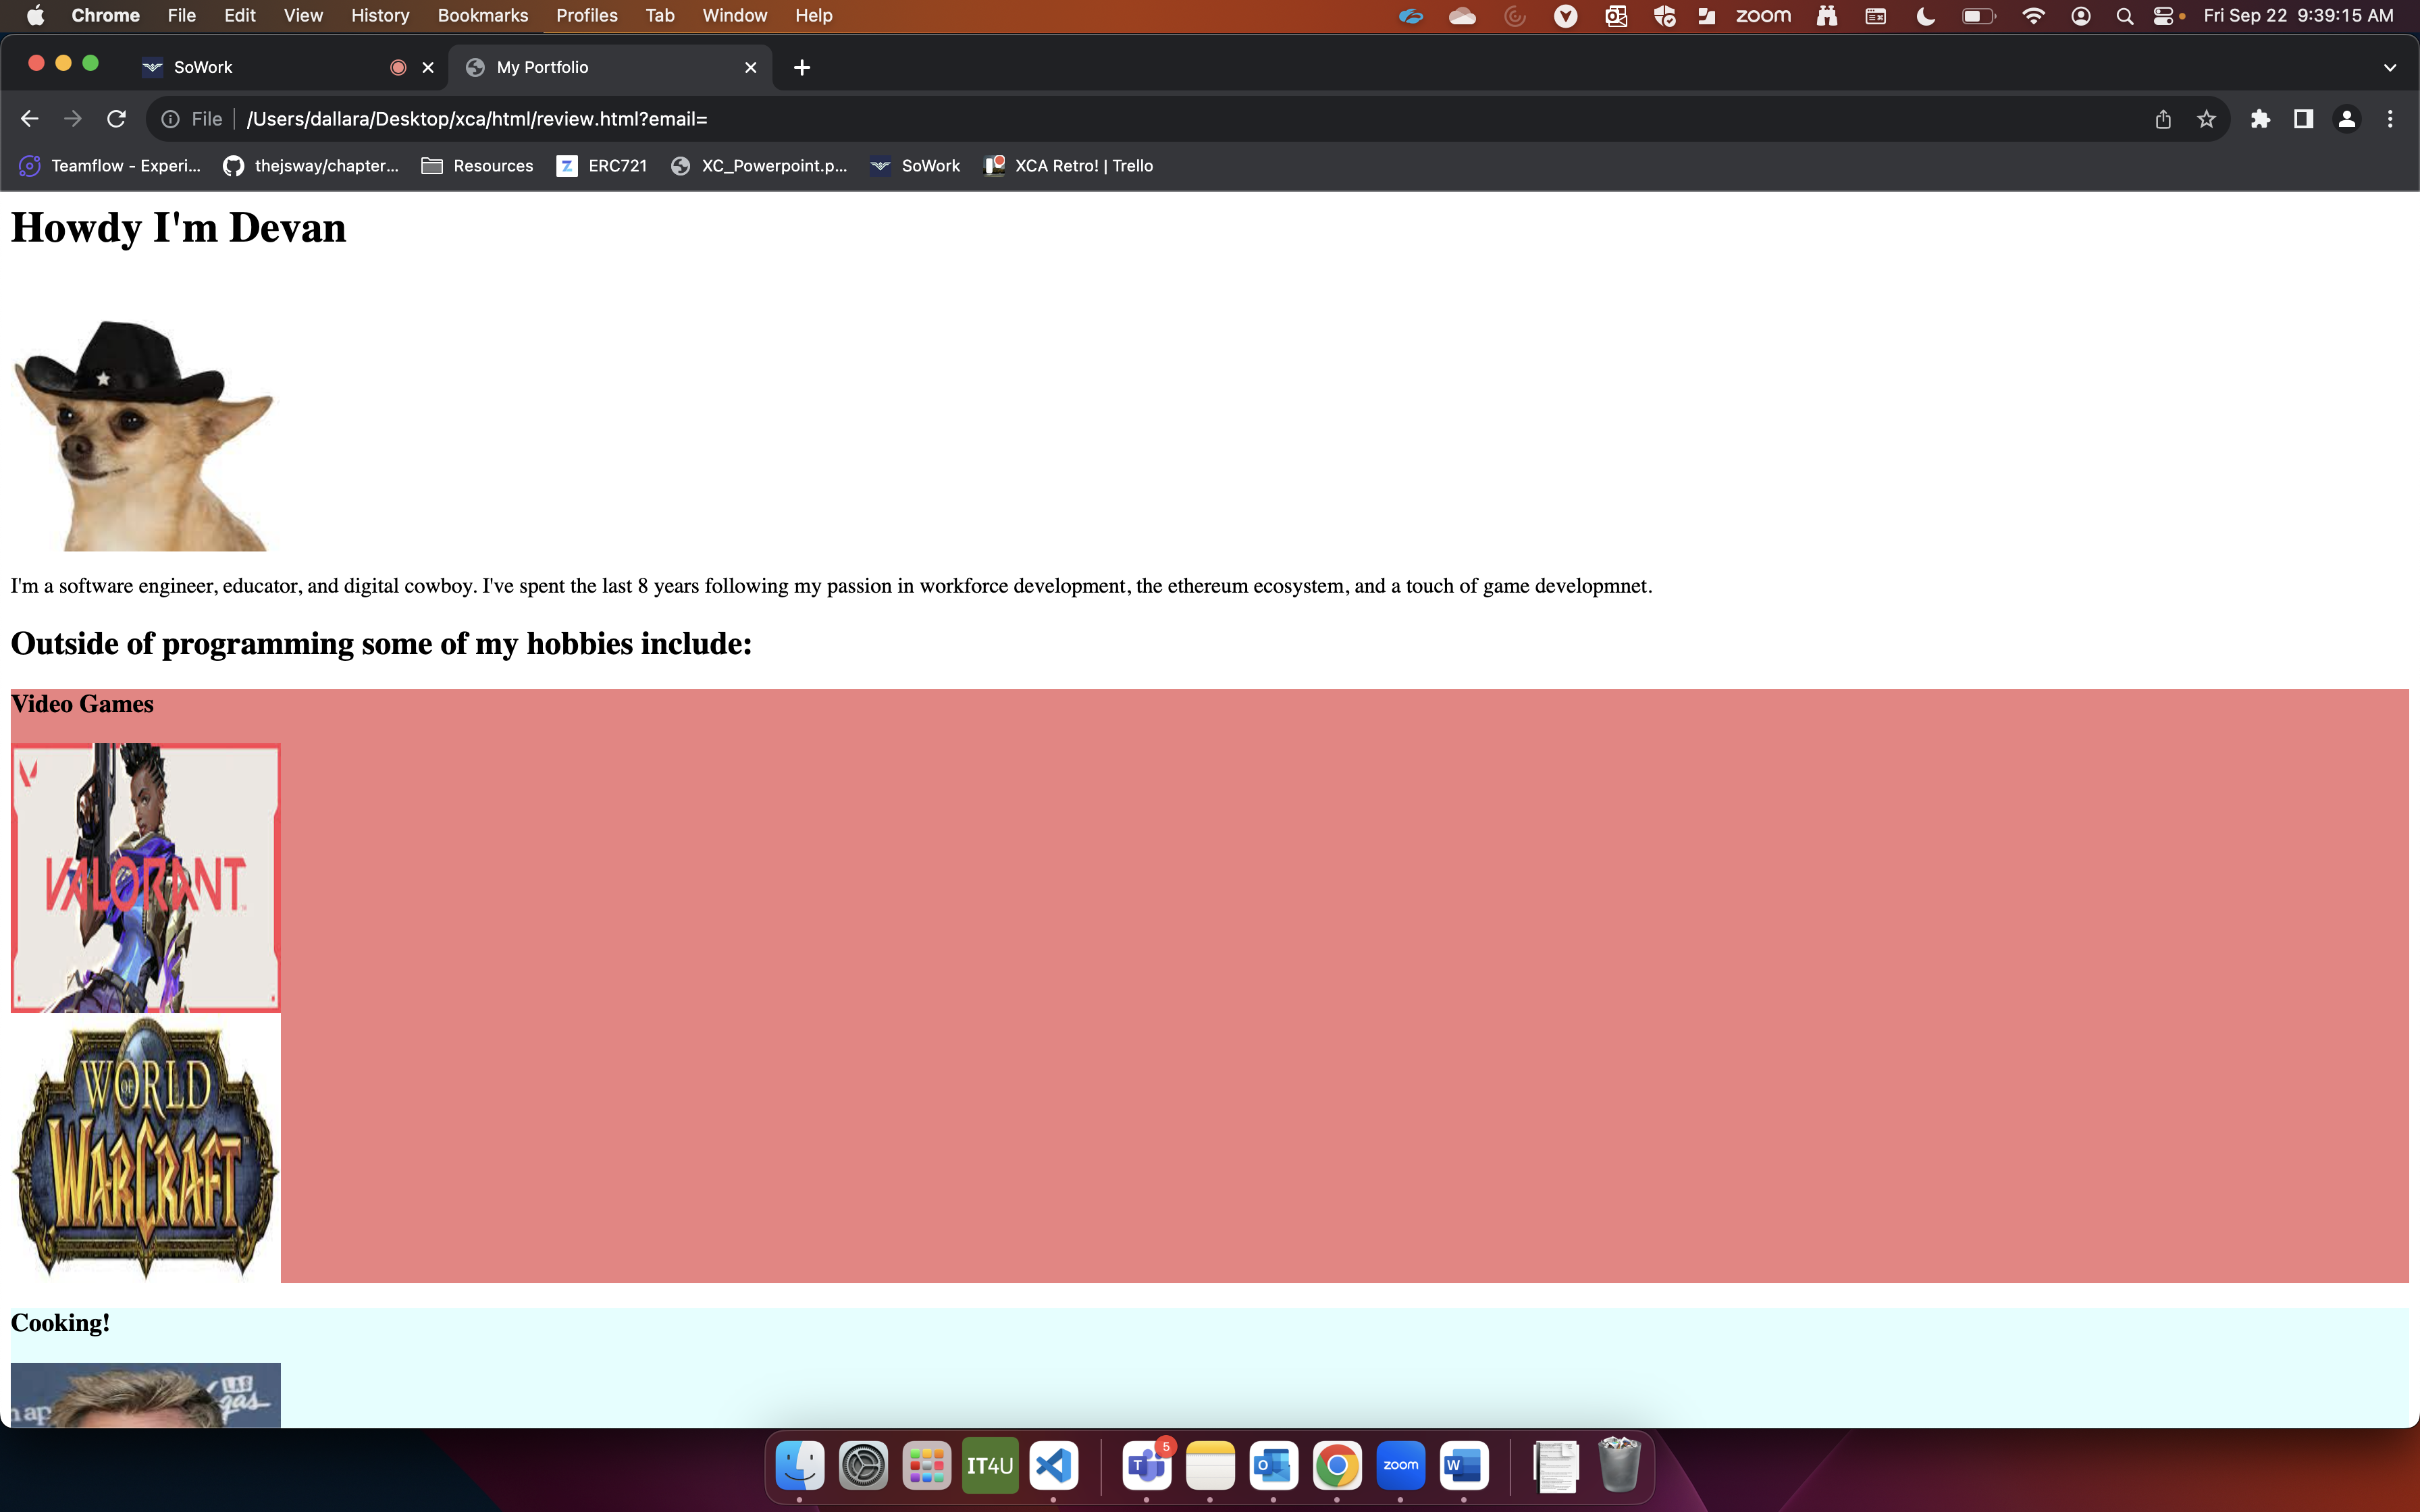 Chrome File Edit View History Bookmarks Profiles Tab Window Help zoom Fri Sep 22 9:39:15 AM
SoWork My Portfolio
File /Users/dallara/Desktop/xca/html/review.html?email=
Teamflow - Experi... thejsway/chapter... Resources Z ERC721 XC_Powerpoint.p... SoWork XCA Retro! | Trello
Howdy I'm Devan
I'm a software engineer, educator, and digital cowboy. I've spent the last 8 years following my passion in workforce development, the ethereum ecosystem, and a touch of game developmnet.
Outside of programming some of my hobbies include:
Video Games
VALORANT
WORLD
OF
WARCRAFT
Cooking!
LAS
gas
n ap
5
IT4U T O zoom W